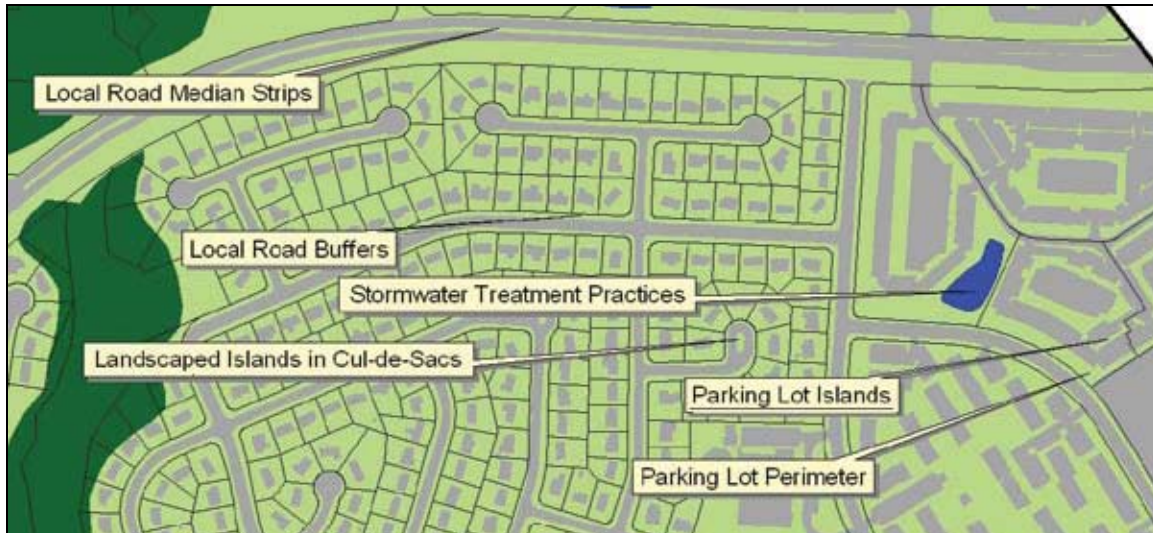 Local Road Median Strips
Local Road Buffers
Stormwater Treatment Practices
Landscaped Islands in Cul-de-Sacs
Parking Lot Islands
Parking Lot Perimeter